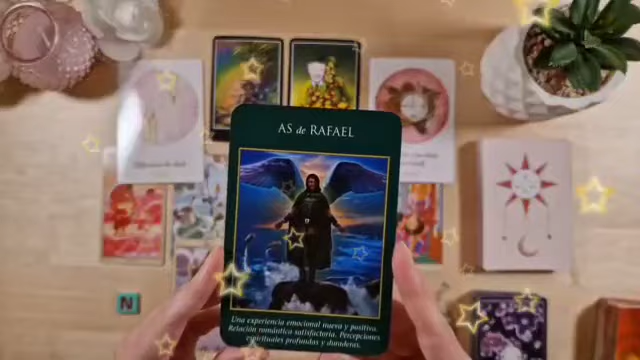 AS de RAFAEL
Una experiencia emocional nueva y positiva.
Relación romántica satisfactoria. Percepciones
espirituales profundas y duraderas.
N